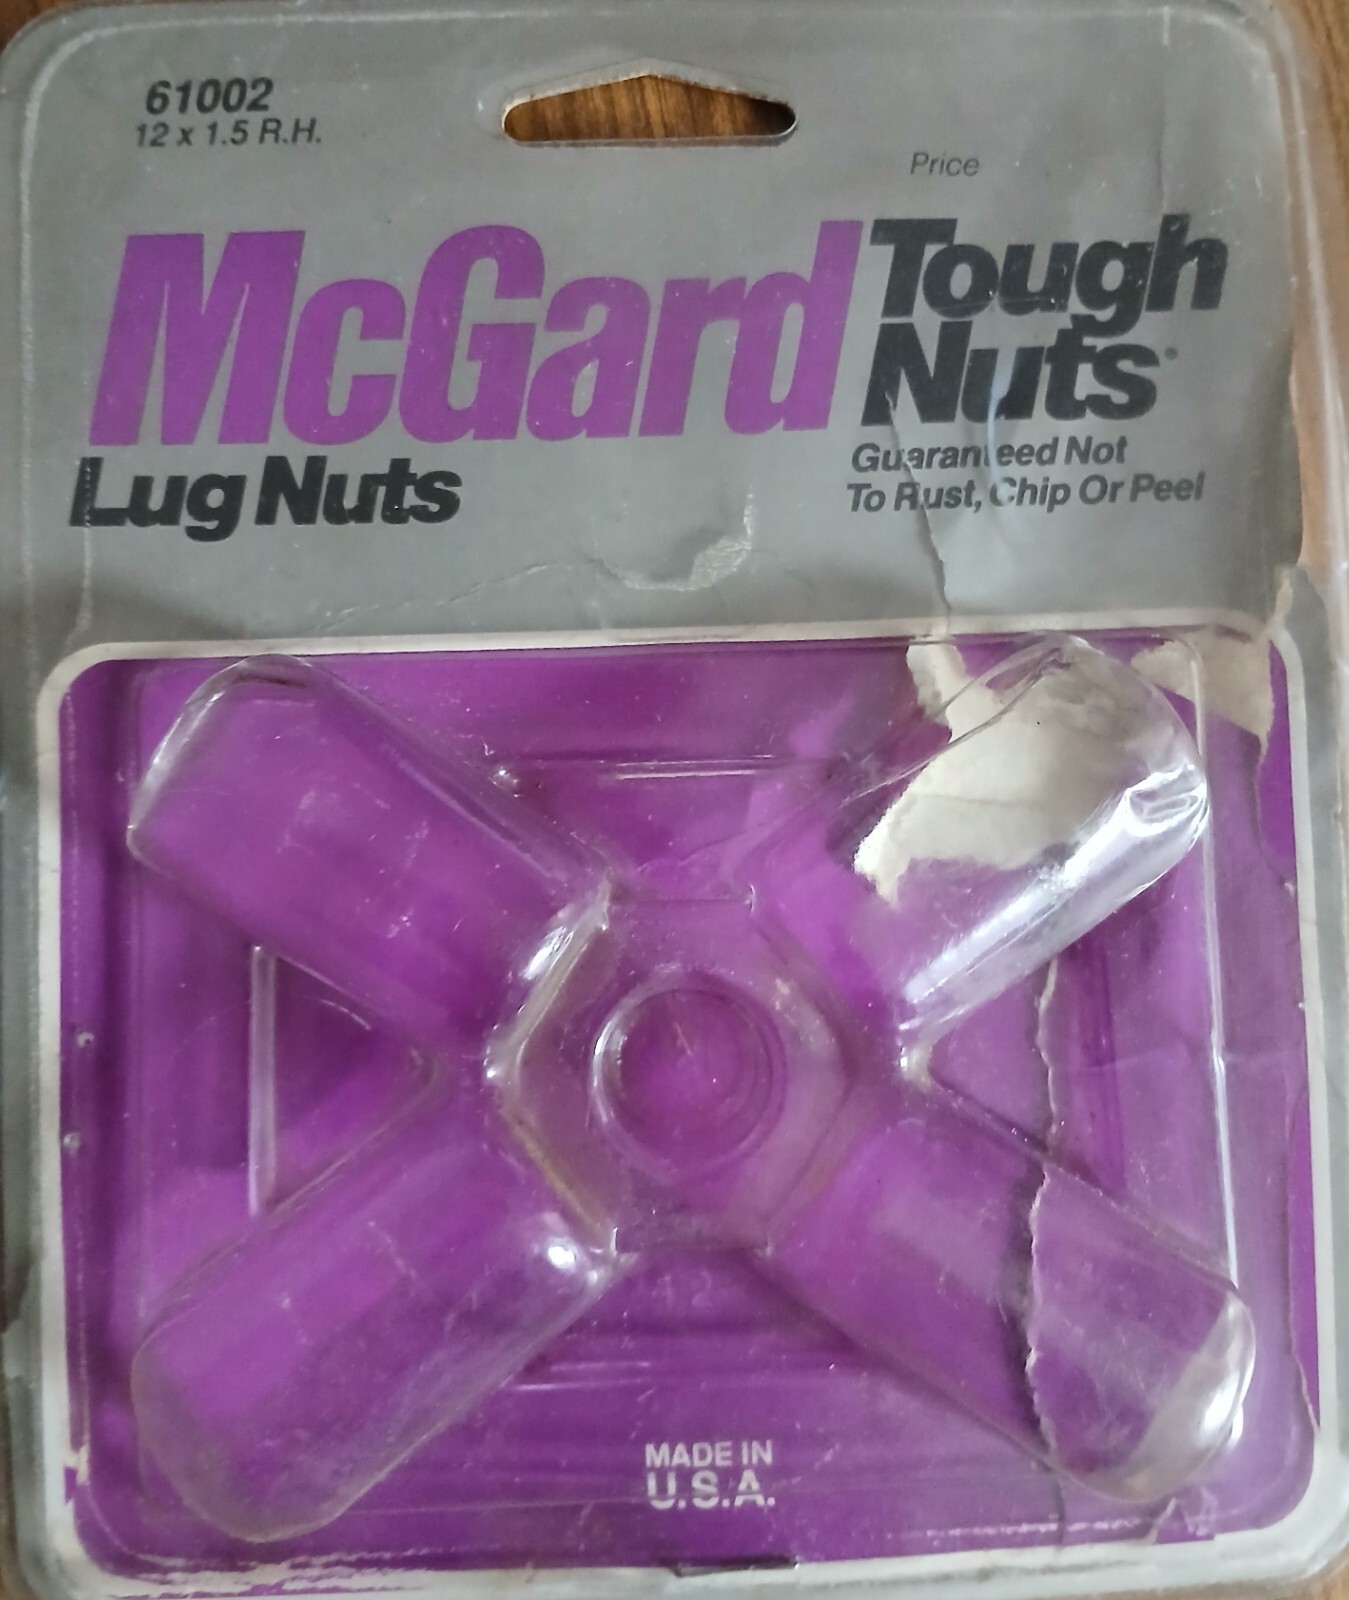 61002
12 x 1.5 R.H.
Price
McGard Tough
Nuts®
Lug Nuts
Guaranteed Not
To Rust, Chip Or Peel
MADE IN
U.S.A.